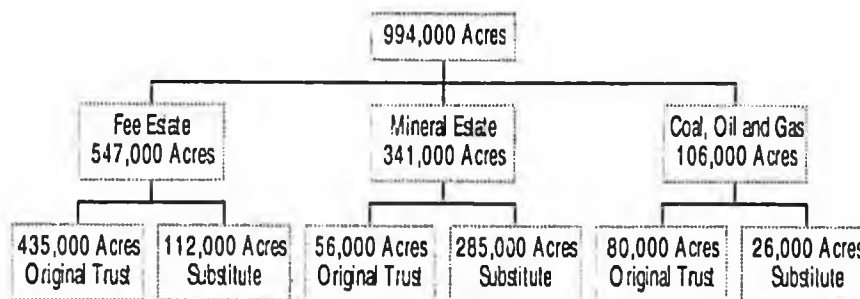 994,000 Acres
Fee Estate
547,000 Acres
Mineral Estate
341,000 Acres
Coal, Oil and Gas
106,000 Acres
435,000 Acres
Original Trust
112,000 Acres
Substitute
56,000 Acres
Original Trust
285,000 Acres
Substitute
80,000 Acres
Original Trust
26,000 Acres
Substitute